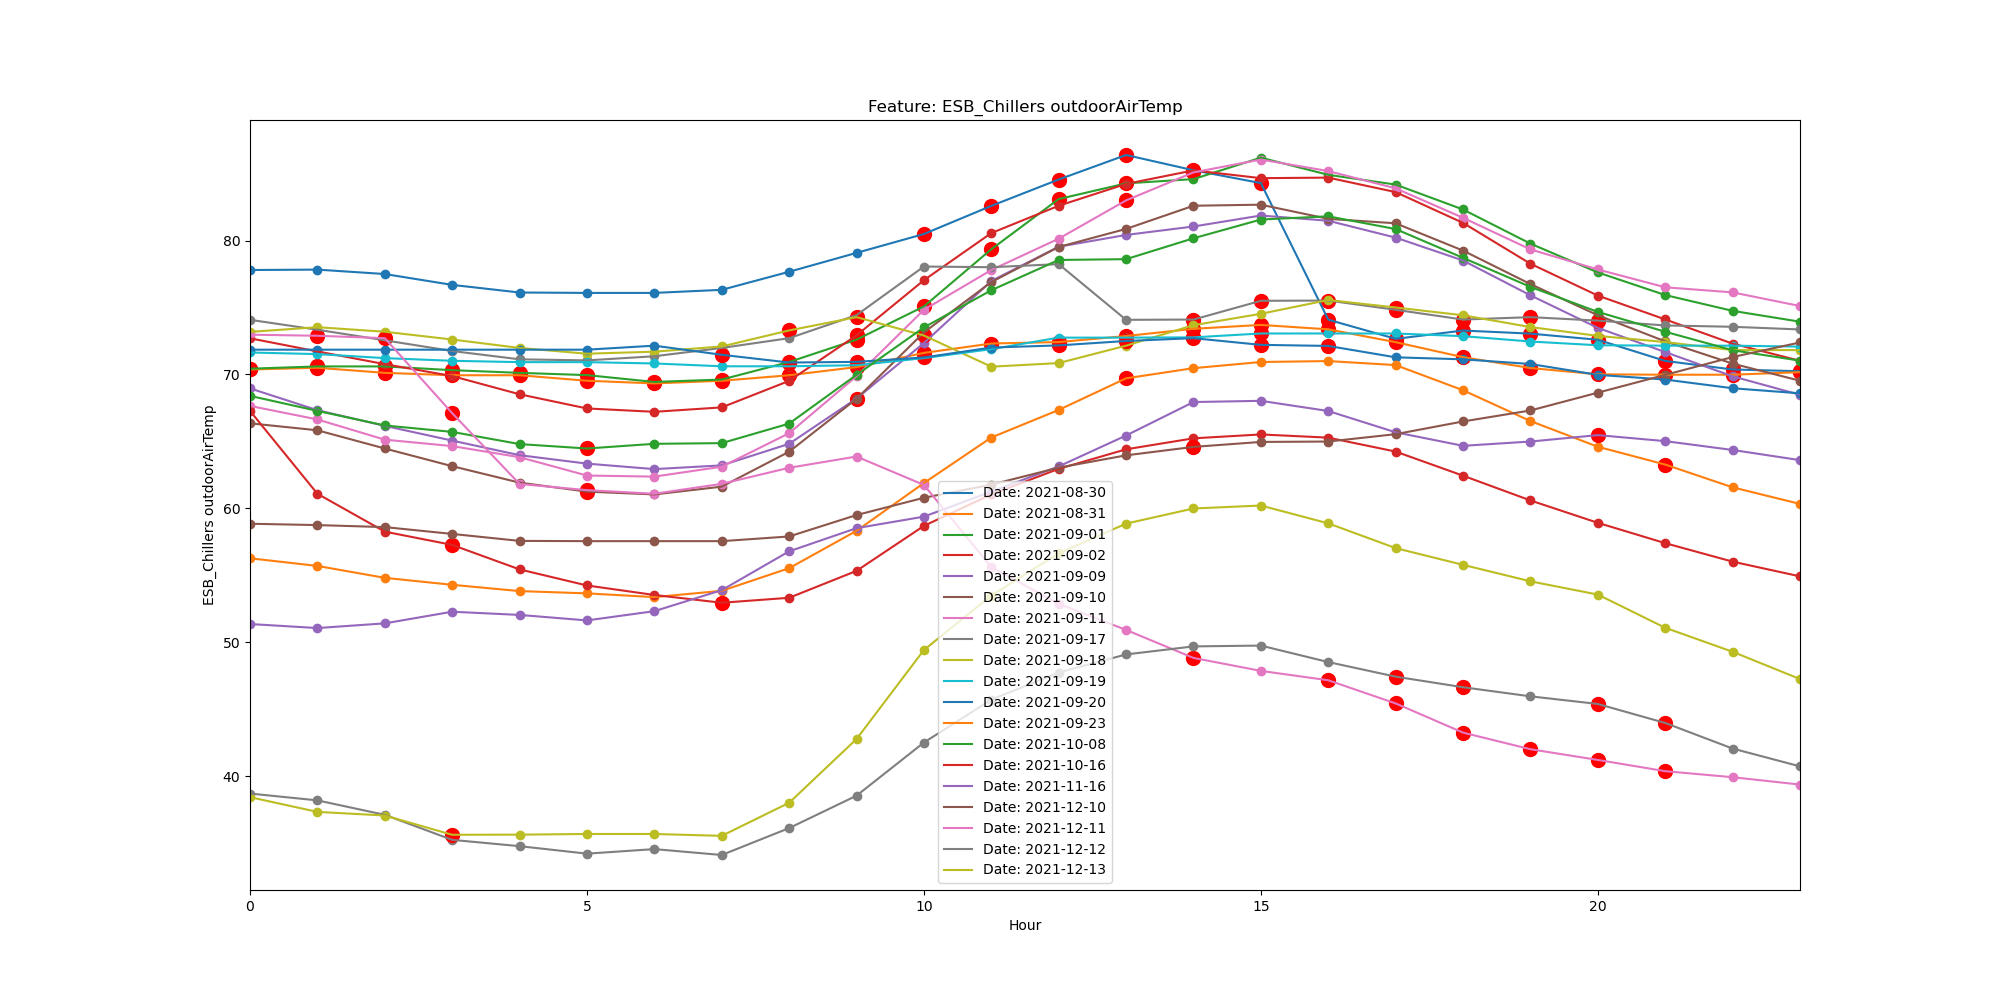 Feature: ESB_Chillers outdoorAirTemp
ESB_Chillers outdoorAirTemp
80
70
60
50
40
Date: 2021-08-30
Date: 2021-08-31
Date: 2021-09-01
Date: 2021-09-02
Date: 2021-09-09
Date: 2021-09-10
Date: 2021-09-11
Date: 2021-09-17
Date: 2021-09-18
Date: 2021-09-19
Date: 2021-09-20
Date: 2021-09-23
Date: 2021-10-08
Date: 2021-10-16
Date: 2021-11-16
Date: 2021-12-10
Date: 2021-12-11
Date: 2021-12-12
Date: 2021-12-13
0 5 10 15 20
Hour